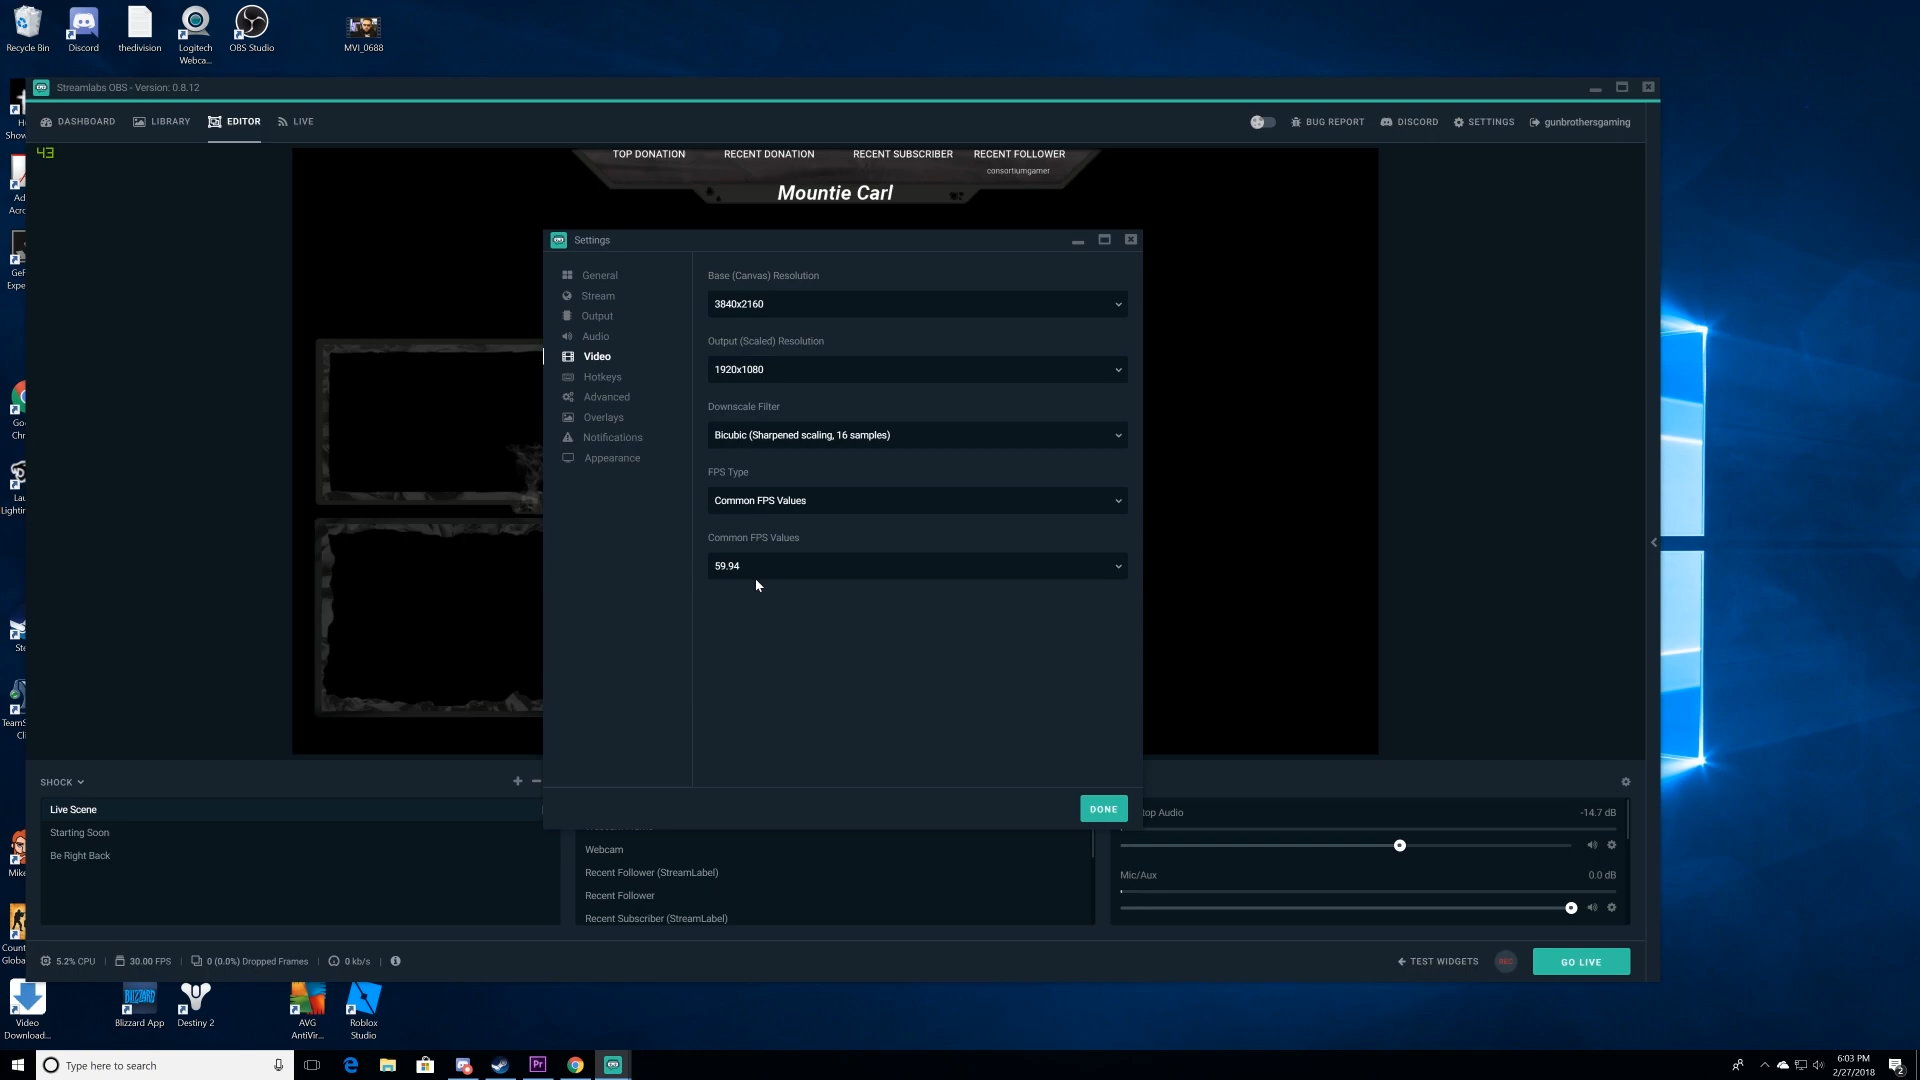 Recycle Bin
Discord
thedivision
Logitech
Webca...
OBS Studio
MVI_0688
Streamlabs OBS - Version: 0.8.12
DASHBOARD
LIBRARY
EDITOR
LIVE
BUG REPORT
DISCORD
SETTINGS
gunbrothersgaming
43
TOP DONATION
RECENT DONATION
RECENT SUBSCRIBER
RECENT FOLLOWER
consortiumgamer
Mountie Carl
Settings
General
Stream
Output
Audio
Video
Hotkeys
Advanced
Overlays
Notifications
Appearance
Base (Canvas) Resolution
3840x2160
Output (Scaled) Resolution
1920x1080
Downscale Filter
Bicubic (Sharpened scaling, 16 samples)
FPS Type
Common FPS Values
Common FPS Values
59.94
DONE
SHOCK
Live Scene
Starting Soon
Be Right Back
Webcam
Recent Follower (StreamLabel)
Recent Follower
Recent Subscriber (StreamLabel)
top Audio
-14.7 dB
Mic/Aux
0.0 dB
5.2% CPU
30.00 FPS
0 (0.0%) Dropped Frames
0 kb/s
TEST WIDGETS
REC
GO LIVE
Video
Download...
Blizzard App
Destiny 2
AVG
AntiVir...
Roblox
Studio
Type here to search
Pr
6:03 PM
2/27/2018
2